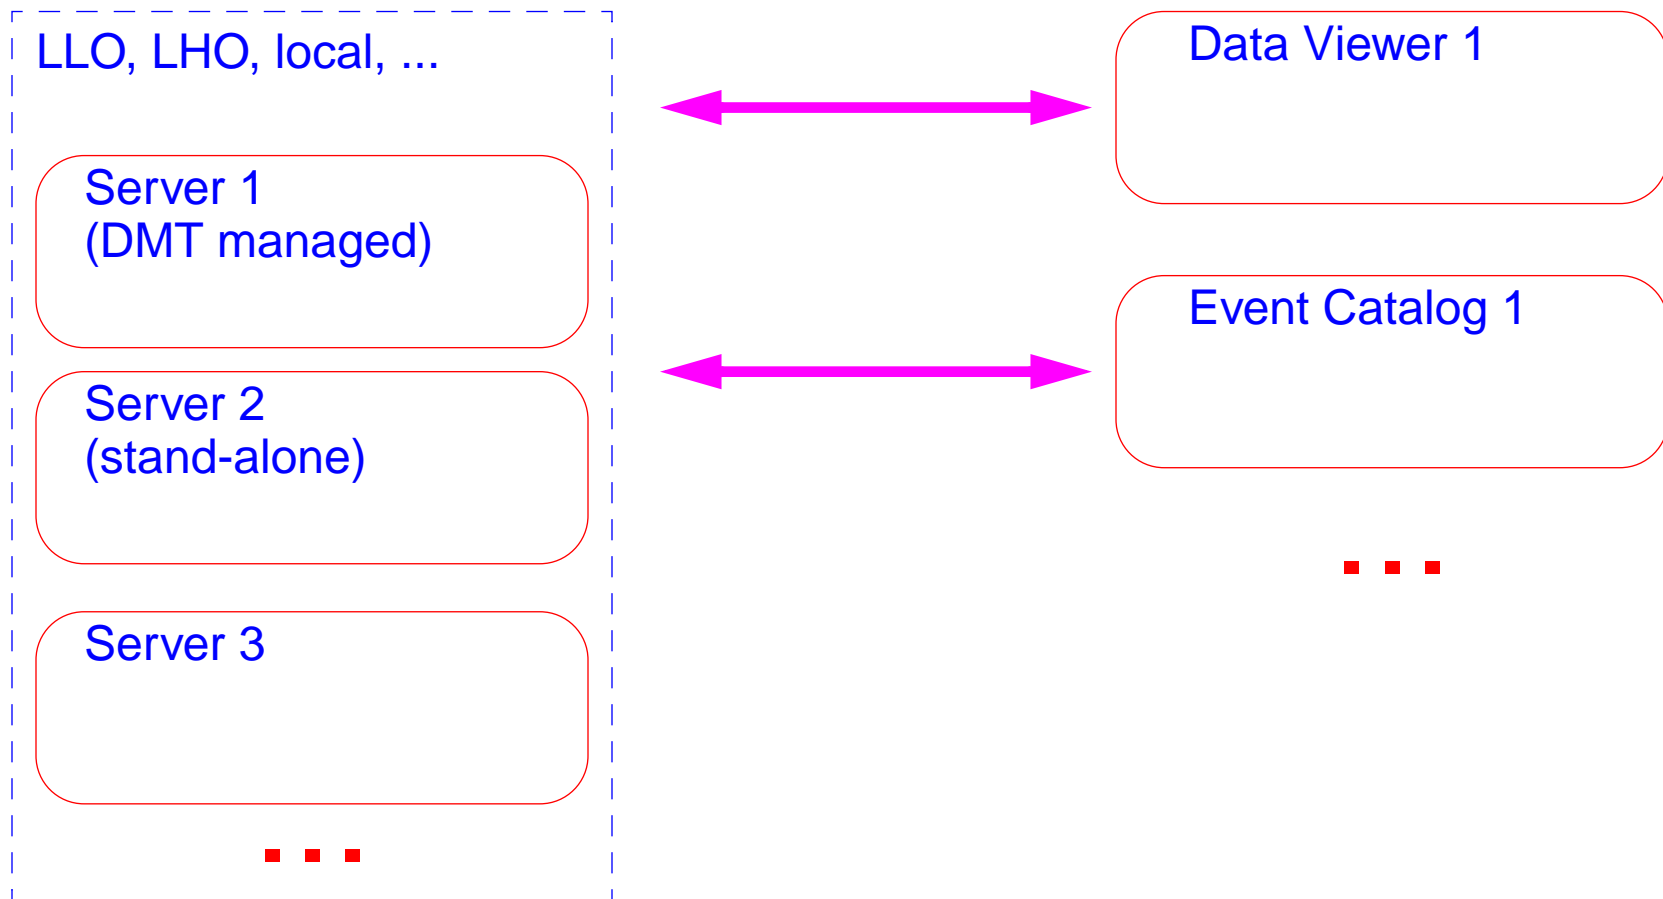 LLO, LHO, local, ...
Server 1
(DMT managed)
Server 2
(stand-alone)
Server 3
Data Viewer 1
Event Catalog 1